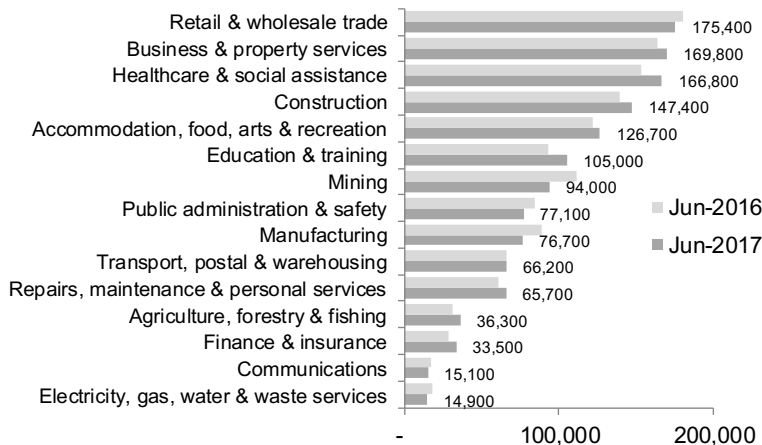 Retail & wholesale trade 175,400
Business & property services 169,800
Healthcare & social assistance 166,800
Construction 147,400
Accommodation, food, arts & recreation 126,700
Education & training 105,000
Mining 94,000
Public administration & safety 77,100
Jun-2016
Manufacturing 76,700
Jun-2017
Transport, postal & warehousing 66,200
Repairs, maintenance & personal services 65,700
Agriculture, forestry & fishing 36,300
Finance & insurance 33,500
Communications 15,100
Electricity, gas, water & waste services 14,900
- 100,000 200,000